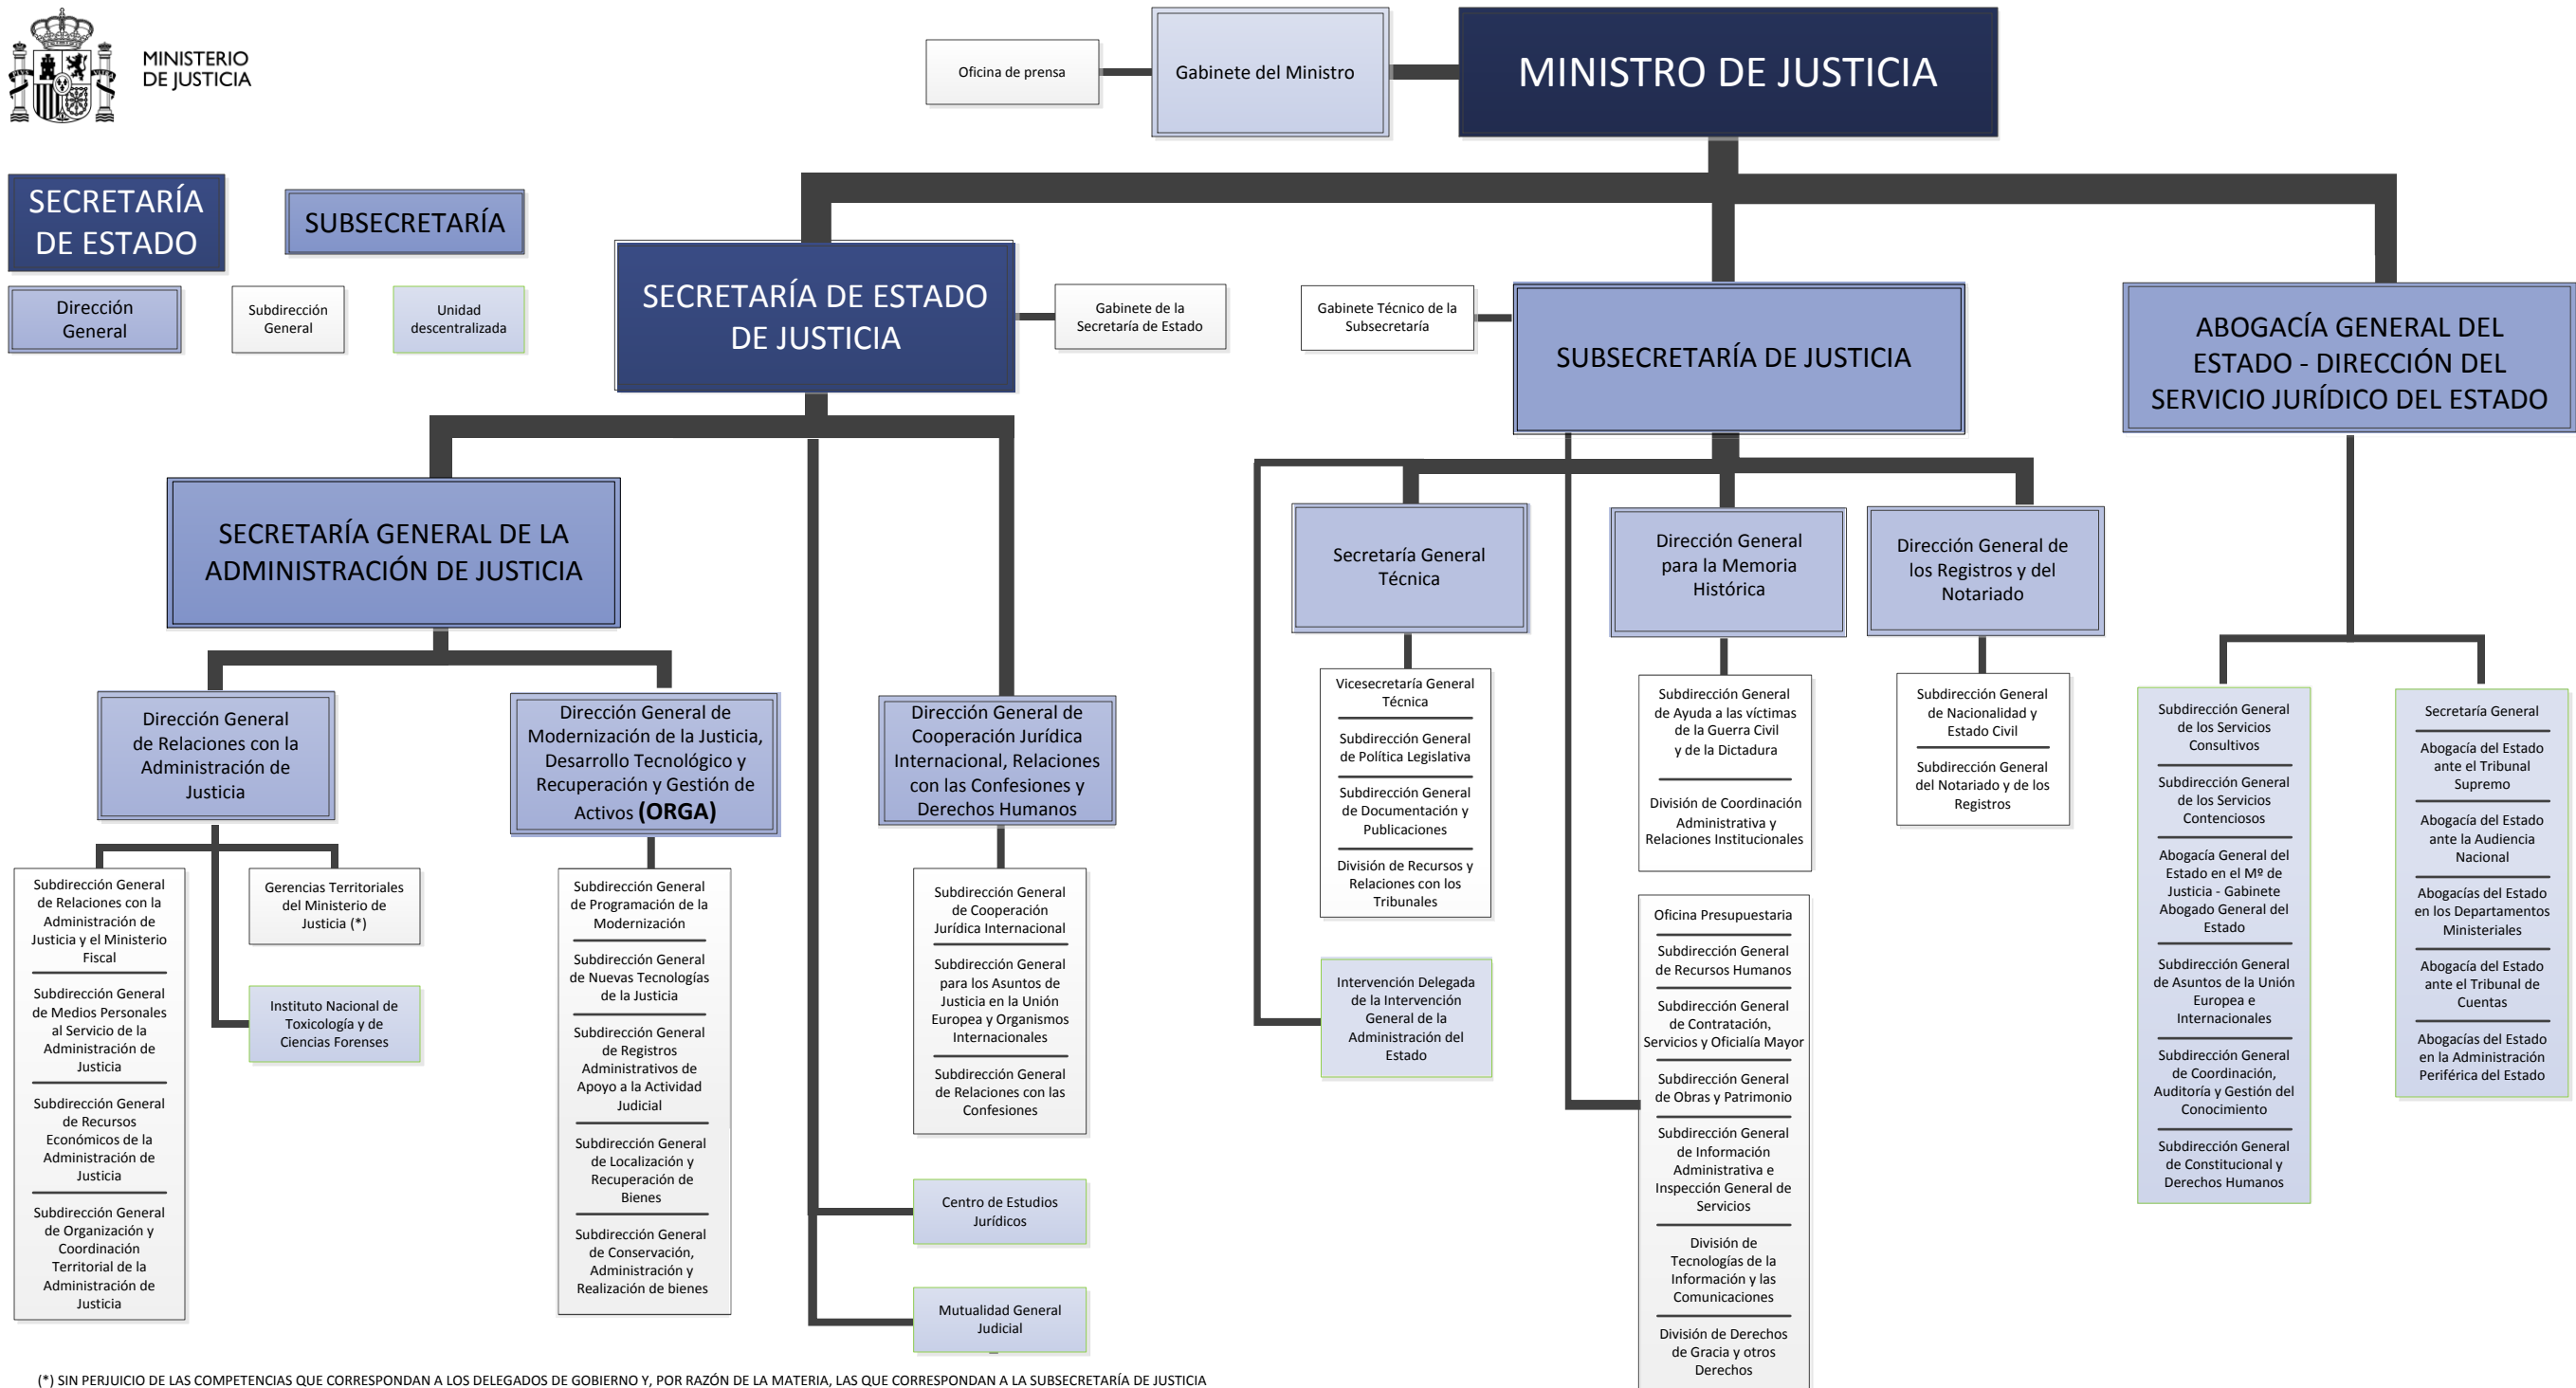 MINISTERIO
DE JUSTICIA
Oficina de prensa
Gabinete del Ministro
MINISTRO DE JUSTICIA
SECRETARÍA
DE ESTADO
SUBSECRETARÍA
Dirección
General
Subdirección
General
Unidad
descentralizada
SECRETARÍA DE ESTADO
DE JUSTICIA
Gabinete de la
Secretaría de Estado
Gabinete Técnico de la
Subsecretaría
SUBSECRETARÍA DE JUSTICIA
ABOGACÍA GENERAL DEL
ESTADO - DIRECCIÓN DEL
SERVICIO JURÍDICO DEL ESTADO
SECRETARÍA GENERAL DE LA
ADMINISTRACIÓN DE JUSTICIA
Secretaría General
Técnica
Dirección General
para la Memoria
Histórica
Dirección General de
los Registros y del
Notariado
Dirección General
de Relaciones con la
Administración de
Justicia
Dirección General de
Modernización de la Justicia,
Desarrollo Tecnológico y
Recuperación y Gestión de
Activos (ORGA)
Dirección General de
Cooperación Jurídica
Internacional, Relaciones
con las Confesiones y
Derechos Humanos
Subdirección General
de Relaciones con la
Administración de
Justicia y el Ministerio
Fiscal
Subdirección General
de Medios Personales
al Servicio de la
Administración de
Justicia
Subdirección General
de Recursos
Económicos de la
Administración de
Justicia
Subdirección General
de Organización y
Coordinación
Territorial de la
Administración de
Justicia
Gerencias Territoriales
del Ministerio de
Justicia (*)
Instituto Nacional de
Toxicología y de
Ciencias Forenses
Subdirección General
de Programación de la
Modernización
Subdirección General
de Nuevas Tecnologías
de la Justicia
Subdirección General
de Registros
Administrativos de
Apoyo a la Actividad
Judicial
Subdirección General
de Localización y
Recuperación de
Bienes
Subdirección General
de Conservación,
Administración y
Realización de bienes
Subdirección General
de Cooperación
Jurídica Internacional
Subdirección General
para los Asuntos de
Justicia en la Unión
Europea y Organismos
Internacionales
Subdirección General
de Relaciones con las
Confesiones
Centro de Estudios
Jurídicos
Mutualidad General
Judicial
Vicesecretaría General
Técnica
Subdirección General
de Política Legislativa
Subdirección General
de Documentación y
Publicaciones
División de Recursos y
Relaciones con los
Tribunales
Intervención Delegada
de la Intervención
General de la
Administración del
Estado
Subdirección General
de Ayuda a las víctimas
de la Guerra Civil
y de la Dictadura
División de Coordinación
Administrativa y
Relaciones Institucionales
Oficina Presupuestaria
Subdirección General
de Recursos Humanos
Subdirección General
de Contratación,
Servicios y Oficialía Mayor
Subdirección General
de Obras y Patrimonio
Subdirección General
de Información
Administrativa e
Inspección General de
Servicios
División de
Tecnologías de la
Información y las
Comunicaciones
División de Derechos
de Gracia y otros
Derechos
Subdirección General
de Nacionalidad y
Estado Civil
Subdirección General
del Notariado y de los
Registros
Subdirección General
de los Servicios
Consultivos
Subdirección General
de los Servicios
Contenciosos
Abogacía General del
Estado en el Mº de
Justicia - Gabinete
Abogado General del
Estado
Subdirección General
de Asuntos de la Unión
Europea e
Internacionales
Subdirección General
de Coordinación,
Auditoría y Gestión del
Conocimiento
Subdirección General
de Constitucional y
Derechos Humanos
Secretaría General
Abogacía del Estado
ante el Tribunal
Supremo
Abogacía del Estado
ante la Audiencia
Nacional
Abogacías del Estado
en los Departamentos
Ministeriales
Abogacía del Estado
ante el Tribunal de
Cuentas
Abogacías del Estado
en la Administración
Periférica del Estado
(*) SIN PERJUICIO DE LAS COMPETENCIAS QUE CORRESPONDAN A LOS DELEGADOS DE GOBIERNO Y, POR RAZÓN DE LA MATERIA, LAS QUE CORRESPONDAN A LA SUBSECRETARÍA DE JUSTICIA